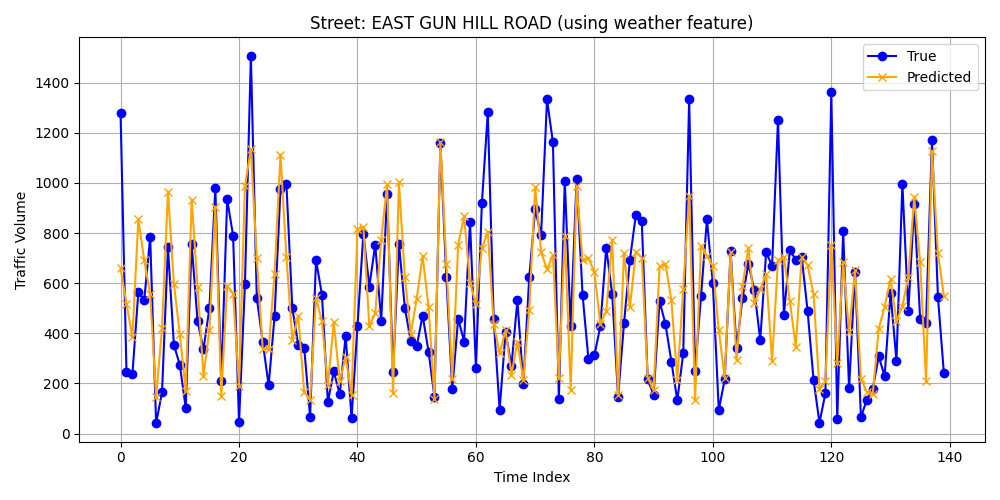 Street: EAST GUN HILL ROAD (using weather feature)
True
Predicted
Traffic Volume
1400
1200
1000
800
600
400
200
0
0 20 40 60 80 100 120 140
Time Index